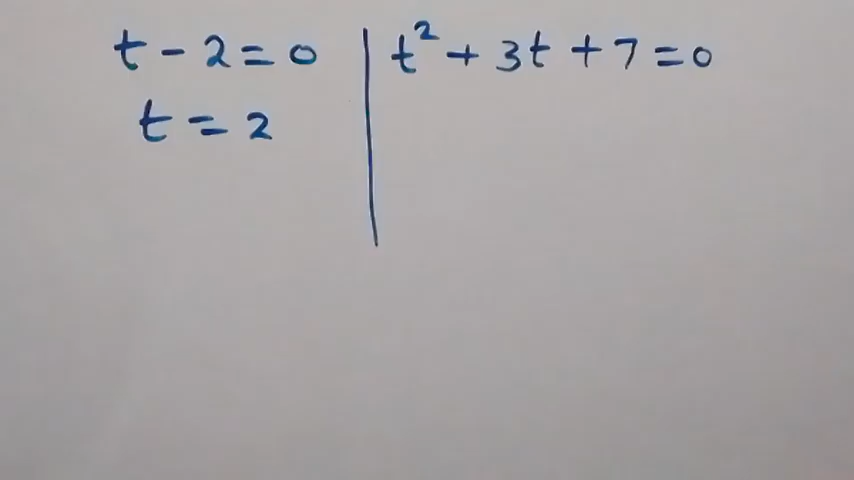 t - 2 = 0 | t² + 3t + 7 = 0
t = 2